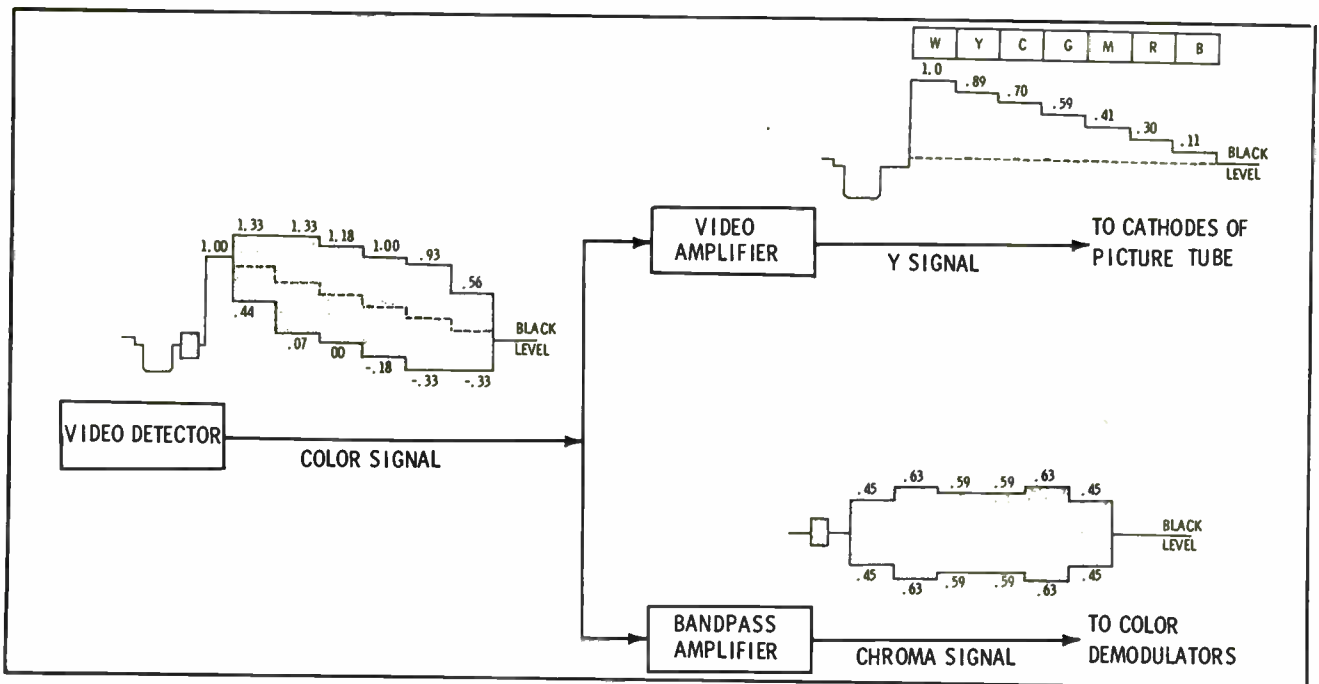 W Y C G M R B
1.0 .89 .70 .59 .41 .30 .11
BLACK
LEVEL
1.00 1.33 1.33 1.18 1.00 .93 .56
.44 .07 00 -.18 -.33 -.33
BLACK
LEVEL
VIDEO
AMPLIFIER
Y SIGNAL
TO CATHODES OF
PICTURE TUBE
VIDEO DETECTOR
COLOR SIGNAL
.45 .63 .59 .59 .63 .45
BLACK
LEVEL
.45 .63 .59 .59 .63 .45
BANDPASS
AMPLIFIER
CHROMA SIGNAL
TO COLOR
DEMODULATORS